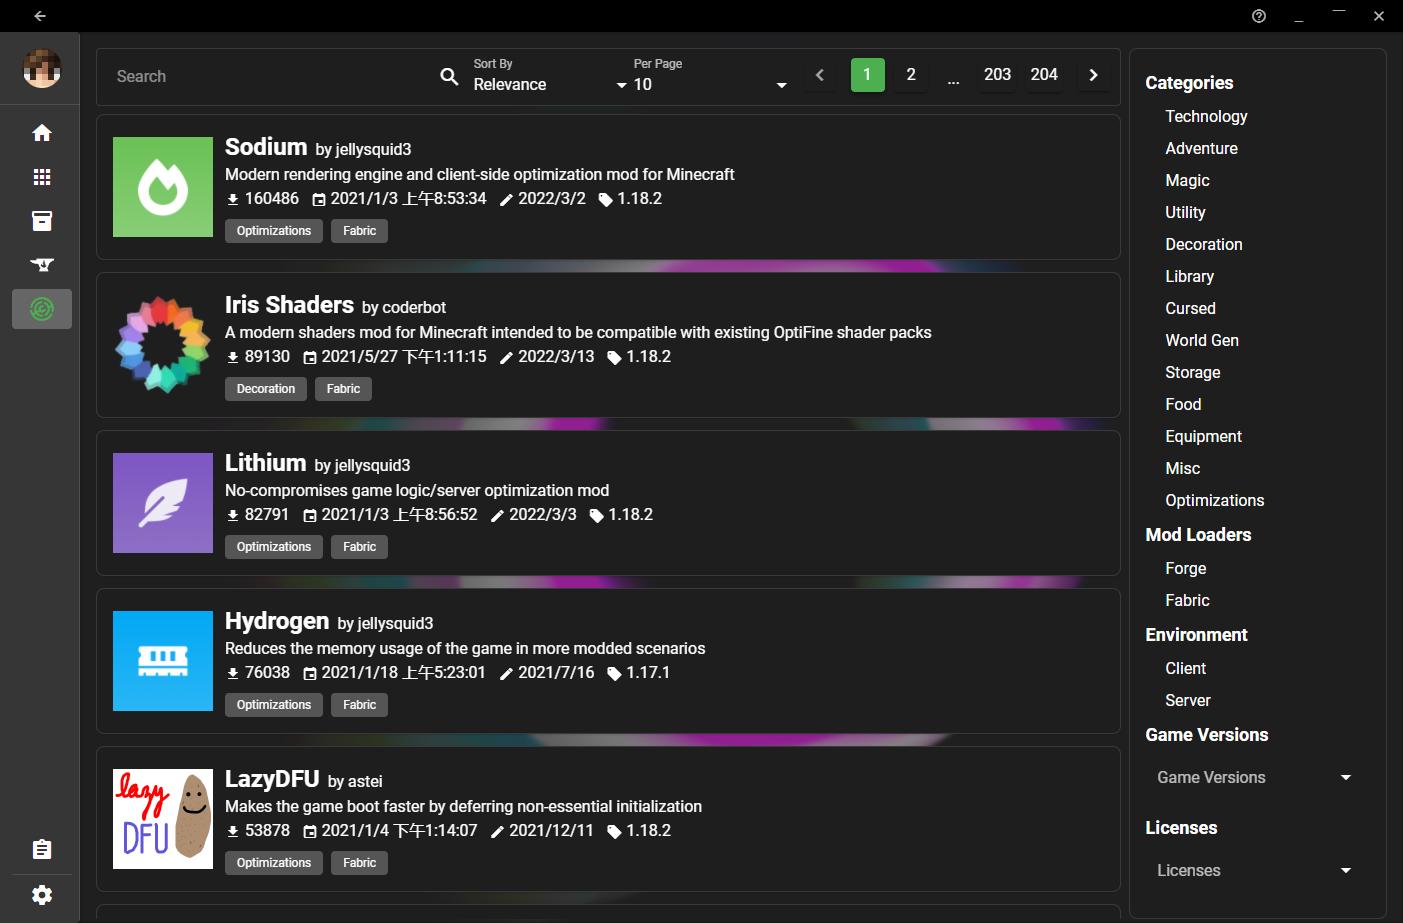 Search
Sort By
Relevance
Per Page
10
1
2
...
203
204
Sodium by jellysquid3
Modern rendering engine and client-side optimization mod for Minecraft
160486 2021/1/3 上午8:53:34 2022/3/2 1.18.2
Optimizations Fabric
Iris Shaders by coderbot
A modern shaders mod for Minecraft intended to be compatible with existing OptiFine shader packs
89130 2021/5/27 下午1:11:15 2022/3/13 1.18.2
Decoration Fabric
Lithium by jellysquid3
No-compromises game logic/server optimization mod
82791 2021/1/3 上午8:56:52 2022/3/3 1.18.2
Optimizations Fabric
Hydrogen by jellysquid3
Reduces the memory usage of the game in more modded scenarios
76038 2021/1/18 上午5:23:01 2021/7/16 1.17.1
Optimizations Fabric
lazy
DFU
LazyDFU by astei
Makes the game boot faster by deferring non-essential initialization
53878 2021/1/4 下午1:14:07 2021/12/11 1.18.2
Optimizations Fabric
Categories
Technology
Adventure
Magic
Utility
Decoration
Library
Cursed
World Gen
Storage
Food
Equipment
Misc
Optimizations
Mod Loaders
Forge
Fabric
Environment
Client
Server
Game Versions
Game Versions
Licenses
Licenses